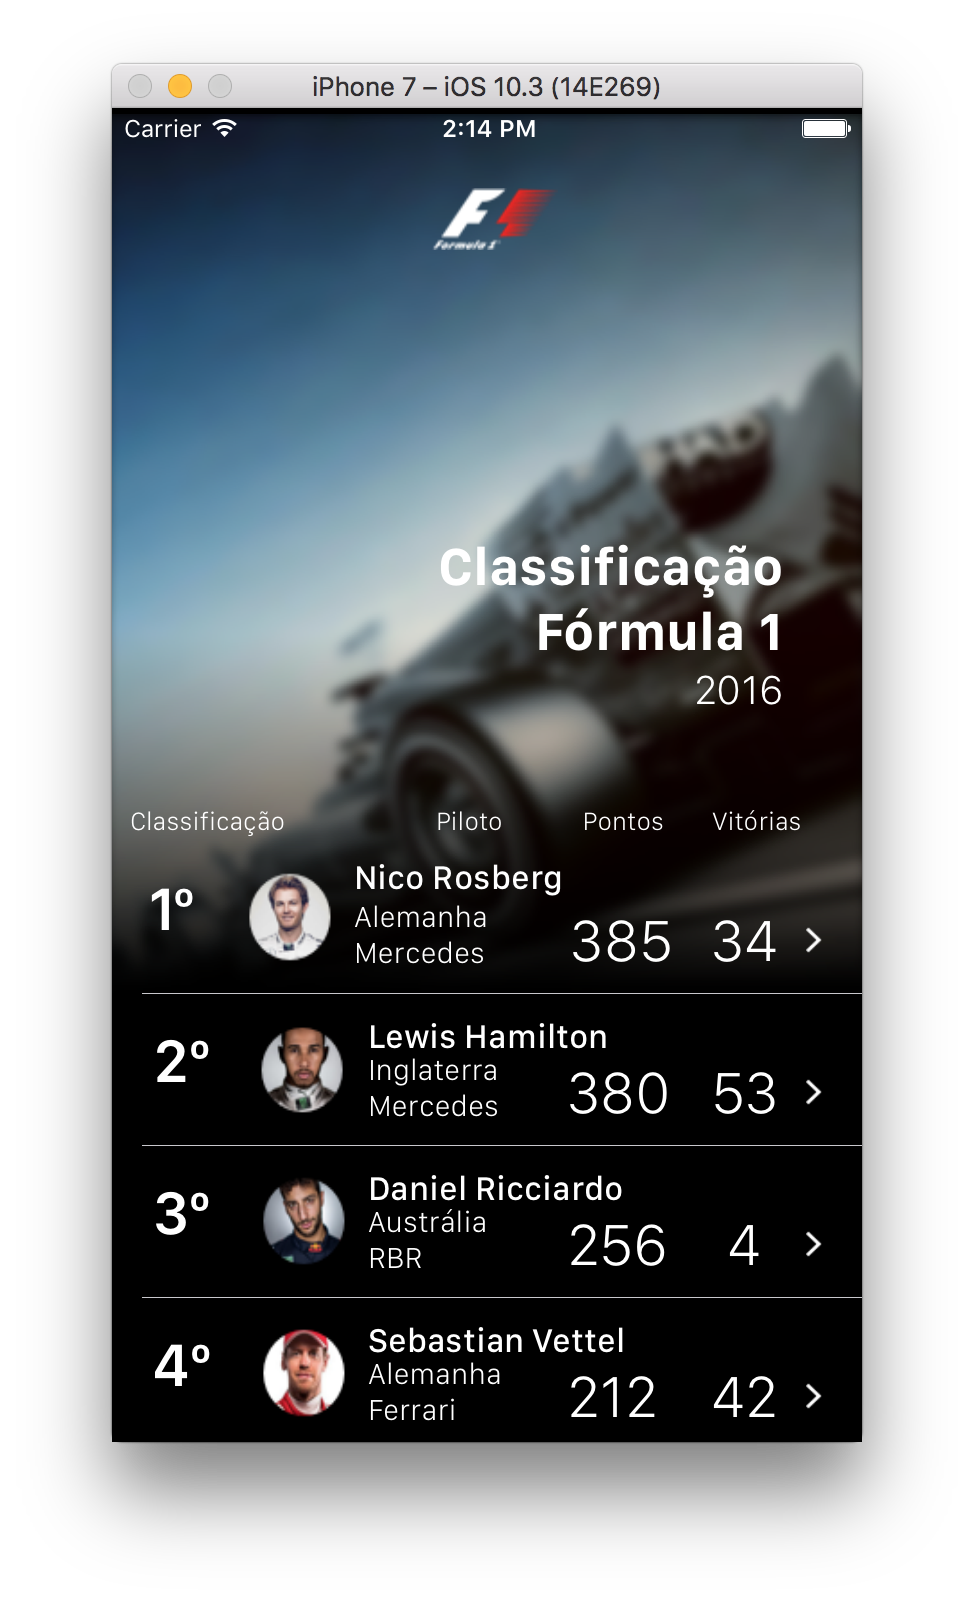 iPhone 7 – iOS 10.3 (14E269)
Carrier 2:14 PM
F1
Formula 1
Classificação
Fórmula 1
2016
Classificação Piloto Pontos Vitórias
1º Nico Rosberg
Alemanha
Mercedes 385 34
2º Lewis Hamilton
Inglaterra
Mercedes 380 53
3º Daniel Ricciardo
Austrália
RBR 256 4
4º Sebastian Vettel
Alemanha
Ferrari 212 42